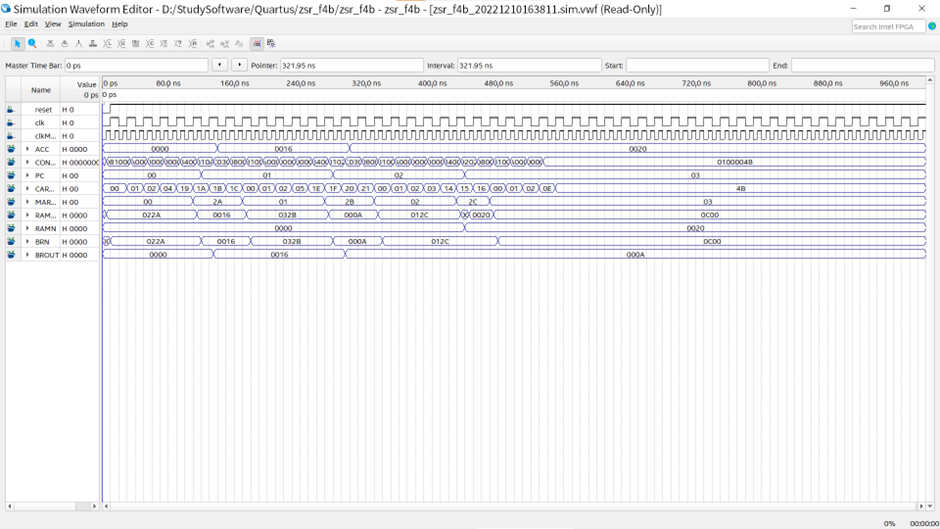 Simulation Waveform Editor - D:/StudySoftware/Quartus/zsr_f4b/zsr_f4b - zsr_f4b - [zsr_f4b_20221210163811.sim.vwf (Read-Only)]
File Edit View Simulation Help
Search Intel FPGA
Master Time Bar: 0 ps Pointer: 321.95 ns Interval: 321.95 ns Start: End:
Name Value 0 ps 80,0 ns 160,0 ns 240,0 ns 320,0 ns 400,0 ns 480,0 ns 560,0 ns 640,0 ns 720,0 ns 800,0 ns 880,0 ns 960,0 ns
0 ps 0 ps
reset H 0
clk H 0
clkM... H 0
ACC H 0000 0000 0016 0020
CON... H 0000000 0100004B
PC H 00 00 01 02 03
CAR... H 00 00 01 02 04 19 1A 1B 1C 00 01 02 05 1E 1F 20 21 00 01 02 03 14 15 16 00 01 02 0E 4B
MAR... H 00 00 2A 01 2B 02 2C 03
RAM... H 0000 022A 0016 032B 000A 012C 0020 0C00
RAMN H 0000 0000 0020
BRN H 0000 022A 0016 032B 000A 012C 0C00
BROUT H 0000 0000 0016 000A
0% 00:00:00